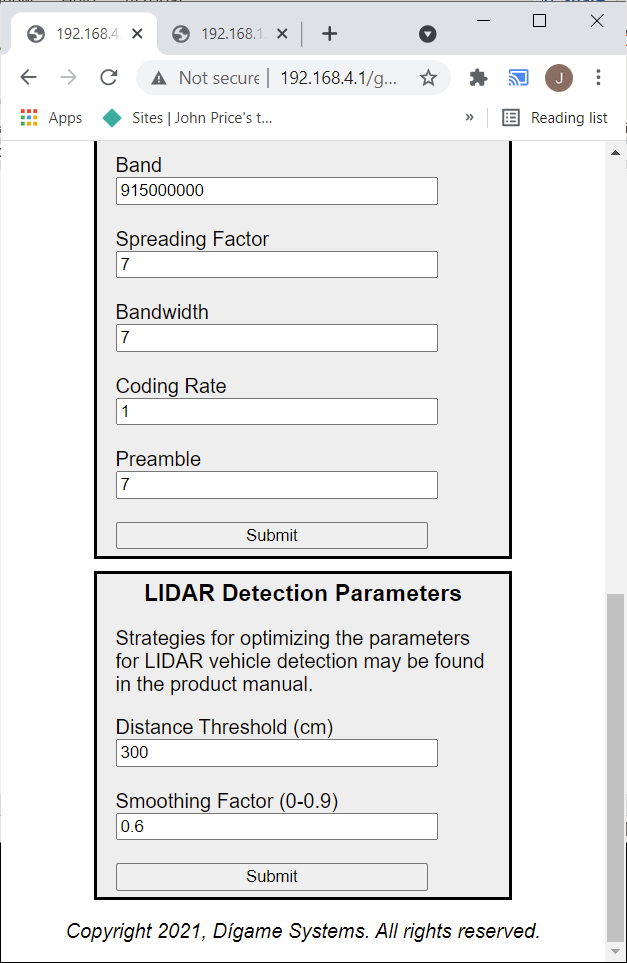 192.168.4
192.168.1
Not secure
192.168.4.1/g...
J
Apps
Sites | John Price's t...
»
Reading list
Band
915000000
Spreading Factor
7
Bandwidth
7
Coding Rate
1
Preamble
7
Submit
LIDAR Detection Parameters
Strategies for optimizing the parameters
for LIDAR vehicle detection may be found
in the product manual.
Distance Threshold (cm)
300
Smoothing Factor (0-0.9)
0.6
Submit
Copyright 2021, Dígame Systems. All rights reserved.